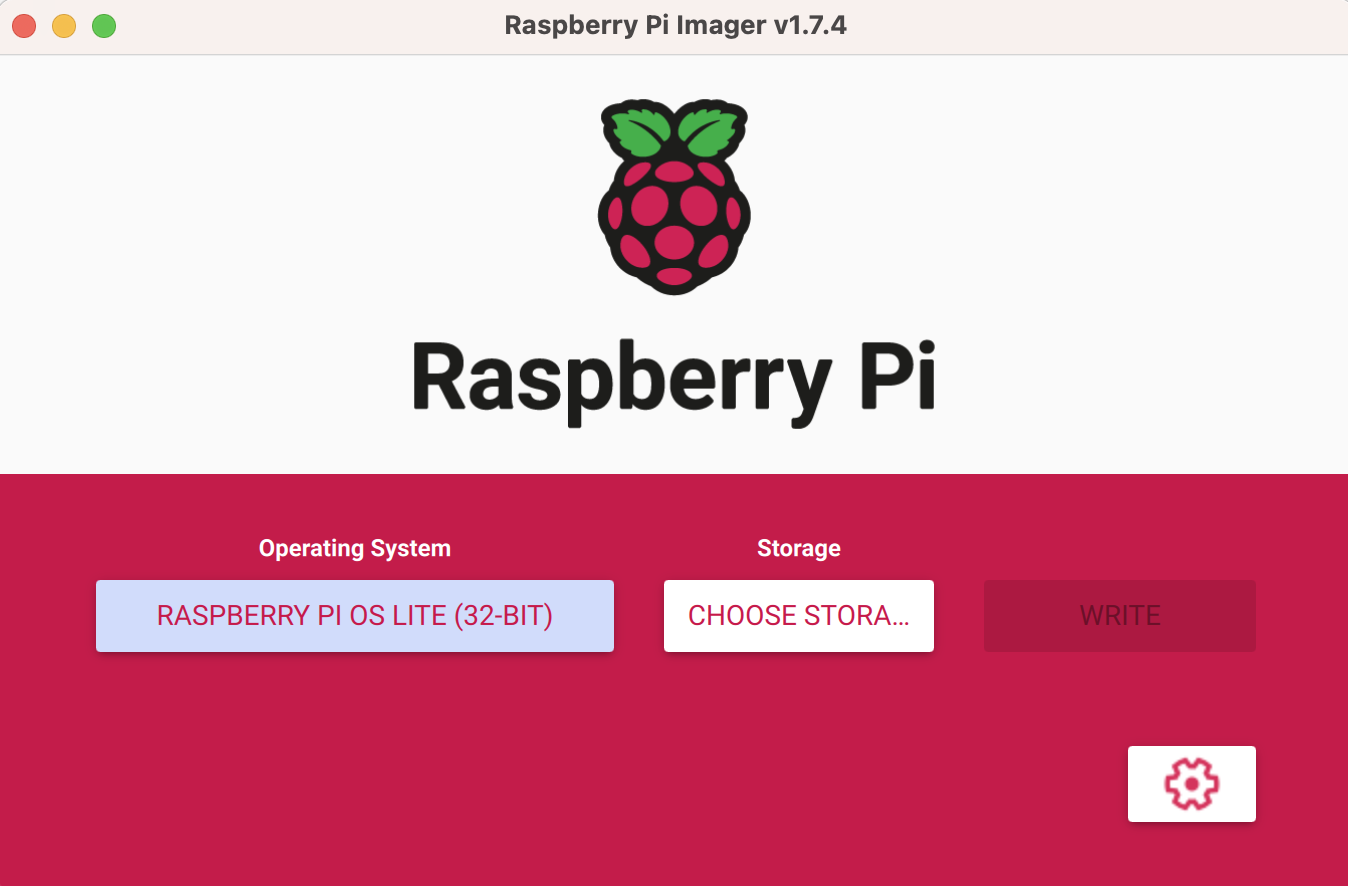 Raspberry Pi Imager v1.7.4
Raspberry Pi
Operating System
Storage
RASPBERRY PI OS LITE (32-BIT)
CHOOSE STORA...
WRITE